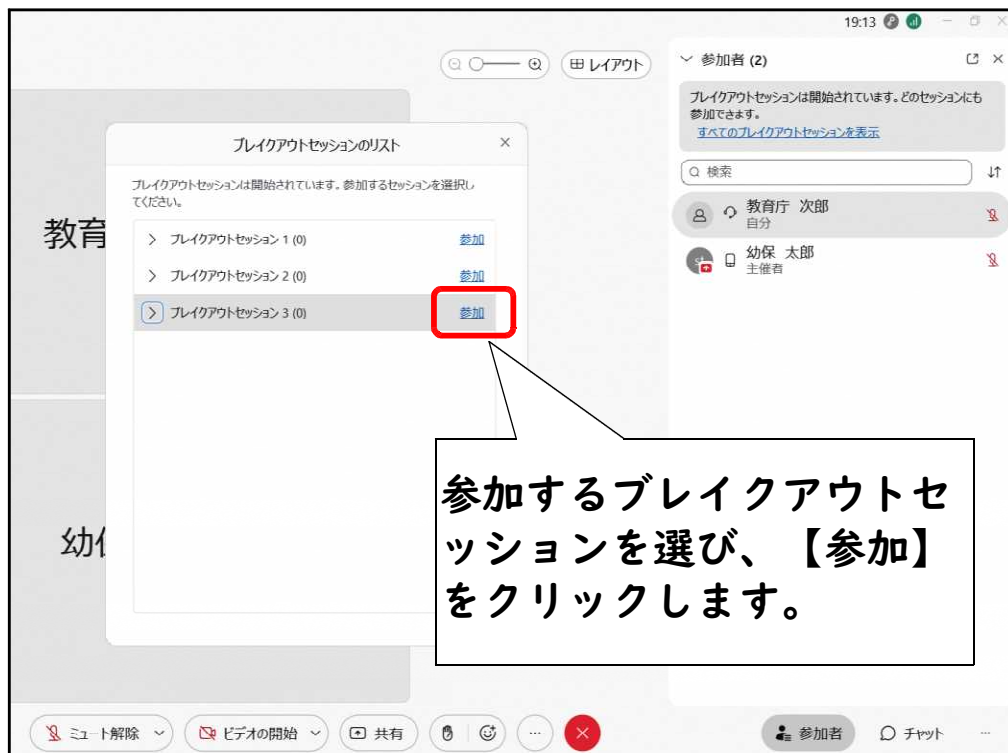 19:13
レイアウト
参加者 (2)
ブレイクアウトセッションは開始されています。どのセッションにも
参加できます。
すべてのブレイクアウトセッションを表示
検索
教育庁 次郎
自分
幼保 太郎
主催者
ブレイクアウトセッションのリスト
ブレイクアウトセッションは開始されています。参加するセッションを選択し
てください。
ブレイクアウトセッション 1 (0) 参加
ブレイクアウトセッション 2 (0) 参加
ブレイクアウトセッション 3 (0) 参加
教育
幼
参加するブレイクアウトセ
ッションを選び、【参加】
をクリックします。
ミュート解除 ビデオの開始 共有 参加者 チャット